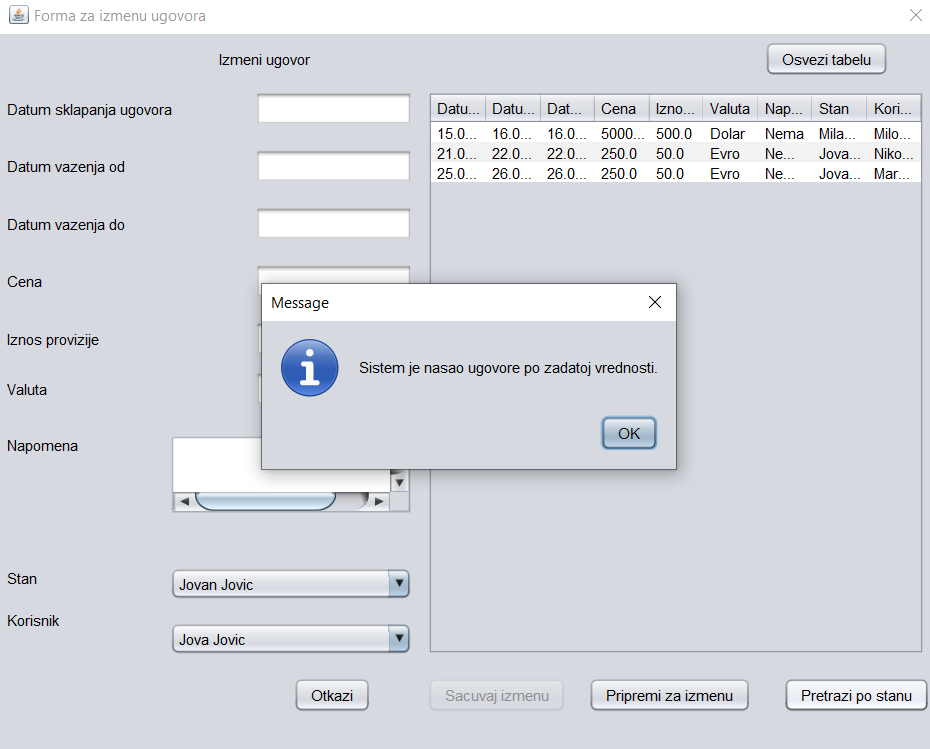 Forma za izmenu ugovora
Izmeni ugovor
Osvezi tabelu
Datum sklapanja ugovora
Datum vazenja od
Datum vazenja do
Cena
Iznos provizije
Valuta
Napomena
Stan
Jovan Jovic
Korisnik
Jova Jovic
Datu... Datu... Dat... Cena Izno... Valuta Nap... Stan Kori...
15.0... 16.0... 16.0... 5000... 500.0 Dolar Nema Mila... Milo...
21.0... 22.0... 22.0... 250.0 50.0 Evro Ne... Jova... Niko...
25.0... 26.0... 26.0... 250.0 50.0 Evro Ne... Jova... Mar...
Message
Sistem je nasao ugovore po zadatoj vrednosti.
OK
Otkazi
Sacuvaj izmenu
Pripremi za izmenu
Pretrazi po stanu